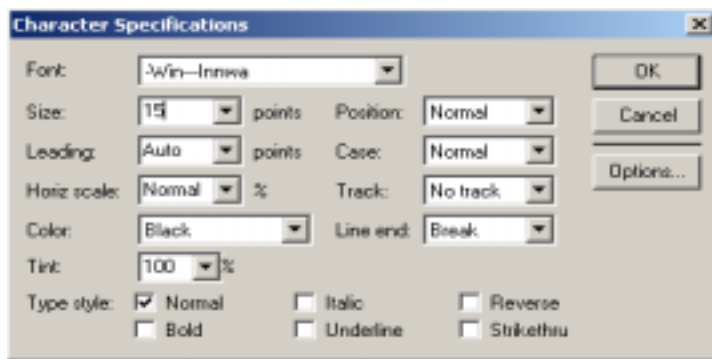 Character Specifications
Font: -Win---Innwa OK
Size: 15 points Position: Normal Cancel
Leading: Auto points Case: Normal
Horiz scale: Normal % Track: No track Options...
Color: Black Line end: Break
Tint: 100 %
Type style: Normal Italic Reverse
Bold Underline Strikethru